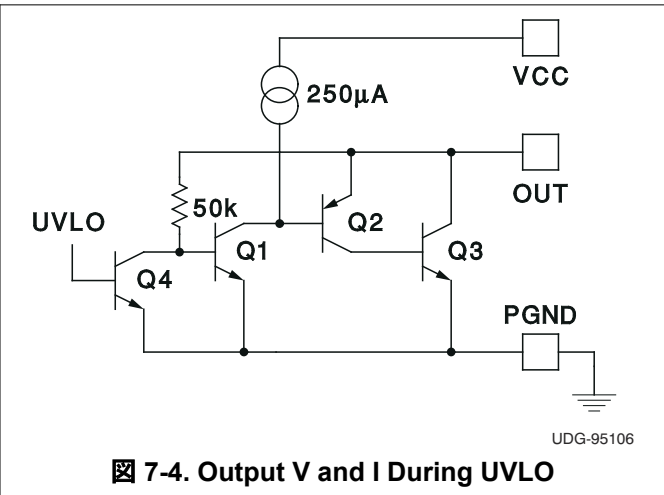 VCC
250µA
OUT
50k
UVLO
Q2
Q1
Q3
Q4
PGND
UDG-95106
図 7-4. Output V and I During UVLO